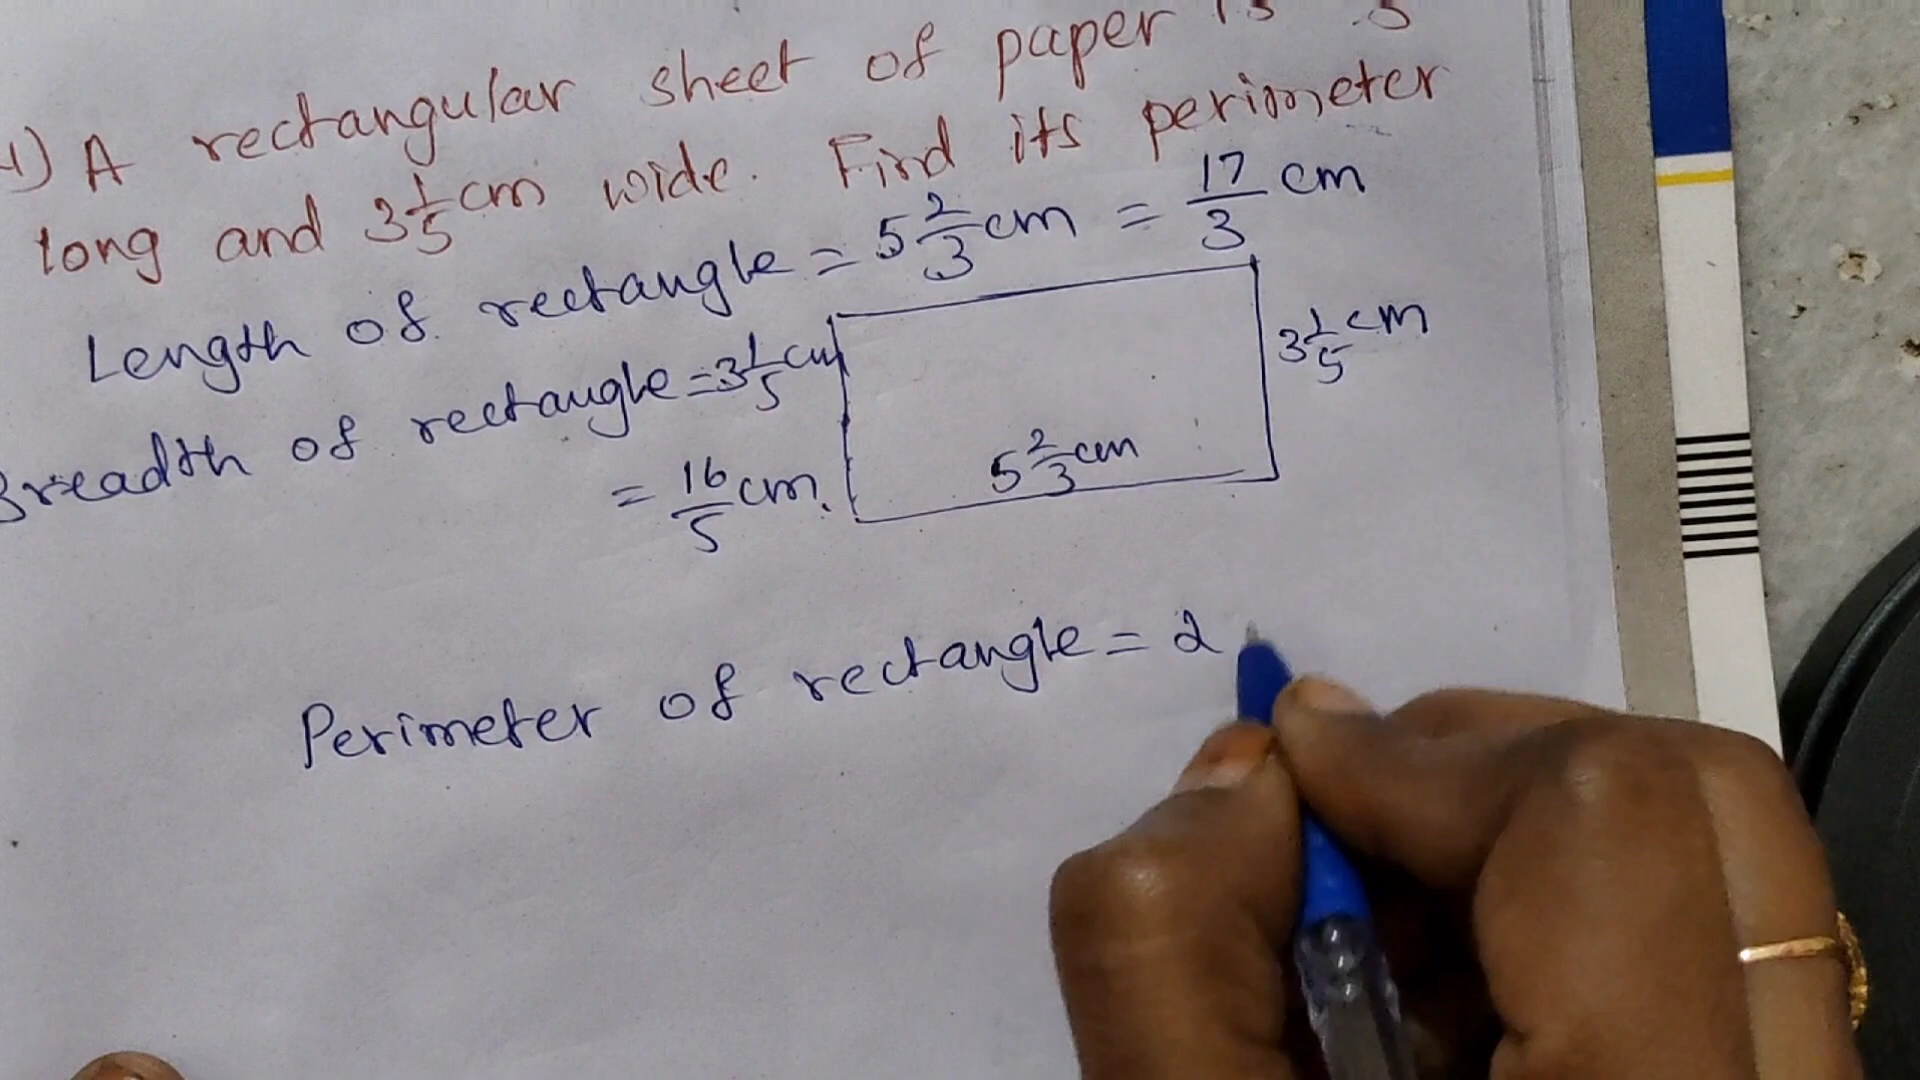 1) A rectangular sheet of paper is 5
long and 3 1/5 cm wide. Find its perimeter
Length of rectangle = 5 2/3 cm = 17/3 cm
Breadth of rectangle = 3 1/5 cm
= 16/5 cm.
3 1/5 cm
5 2/3 cm
Perimeter of rectangle = 2